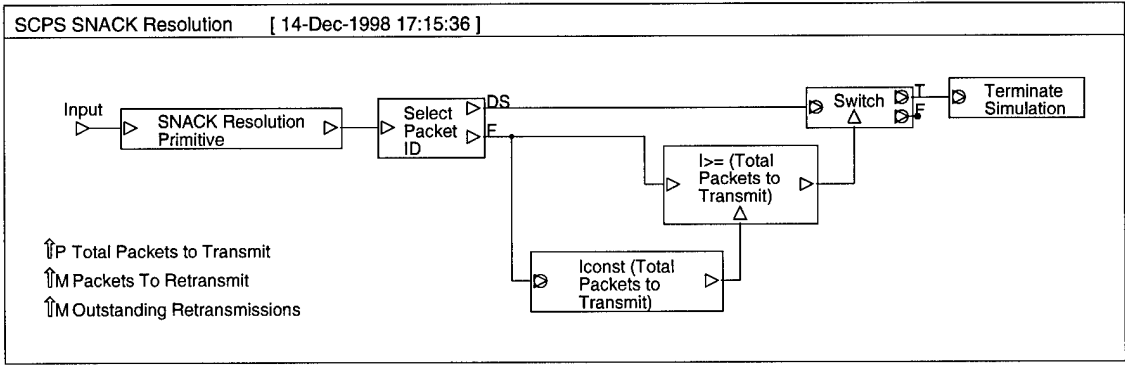 SCPS SNACK Resolution [ 14-Dec-1998 17:15:36 ]
Input
SNACK Resolution
Primitive
Select
Packet
ID
DS
F
Switch
T
F
Terminate
Simulation
I>= (Total
Packets to
Transmit)
Iconst (Total
Packets to
Transmit)
⇑P Total Packets to Transmit
⇑M Packets To Retransmit
⇑M Outstanding Retransmissions